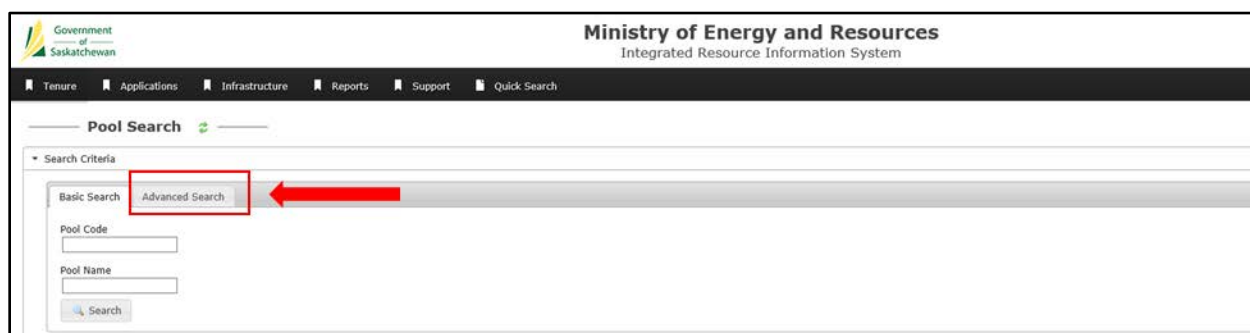 Government
of
Saskatchewan
Ministry of Energy and Resources
Integrated Resource Information System
Tenure Applications Infrastructure Reports Support Quick Search
Pool Search
Search Criteria
Basic Search Advanced Search
Pool Code
Pool Name
Search